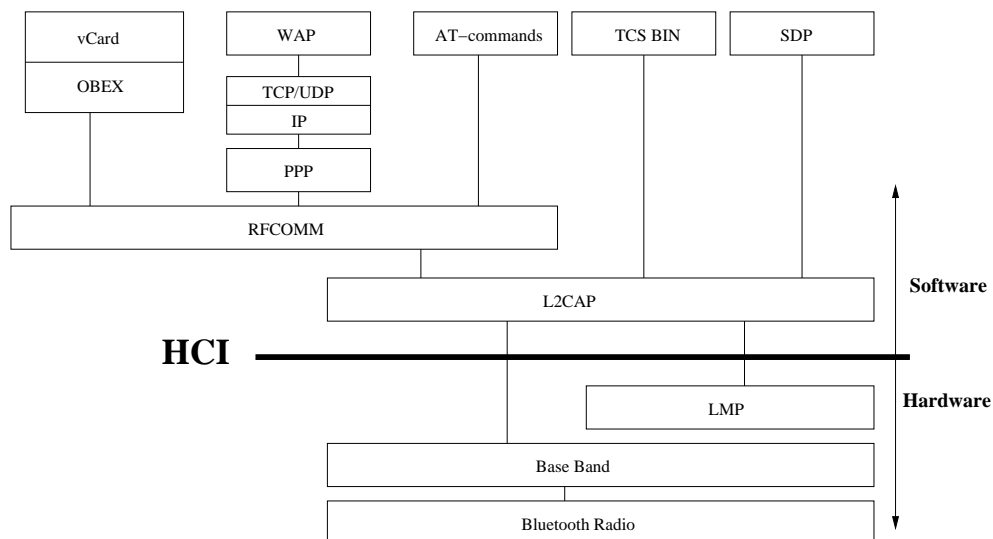 vCard
WAP
AT−commands
TCS BIN
SDP
OBEX
TCP/UDP
IP
PPP
RFCOMM
L2CAP
Software
HCI
Hardware
LMP
Base Band
Bluetooth Radio